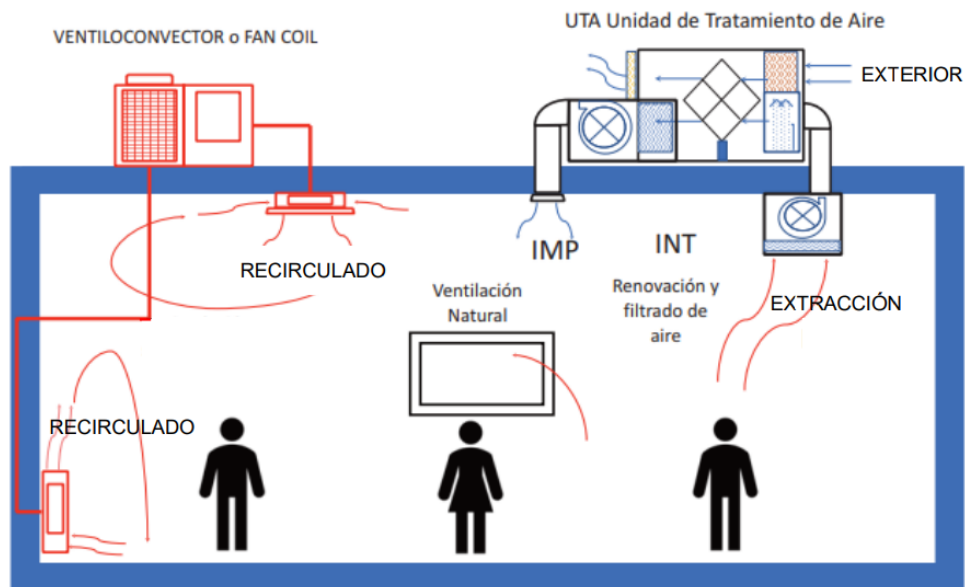 UTA Unidad de Tratamiento de Aire
VENTILOCONVECTOR o FAN COIL
EXTERIOR
IMP
INT
RECIRCULADO
Ventilación
Natural
Renovación y
filtrado de
aire
EXTRACCIÓN
RECIRCULADO